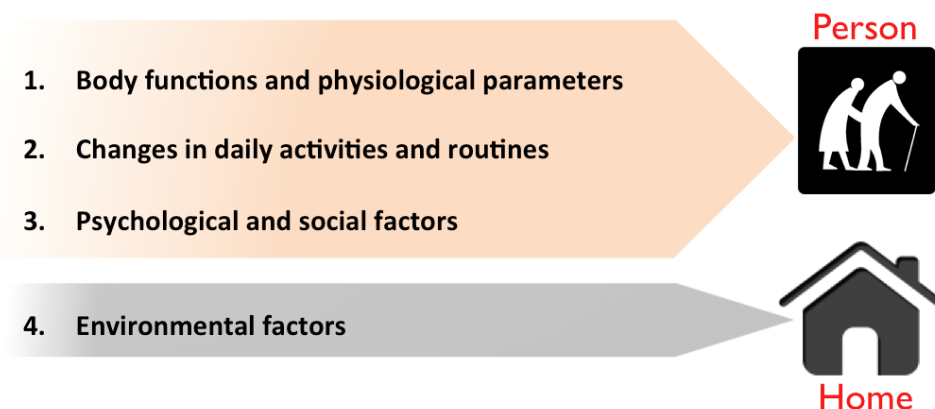 Person
1. Body functions and physiological parameters
2. Changes in daily activities and routines
3. Psychological and social factors
4. Environmental factors
Home